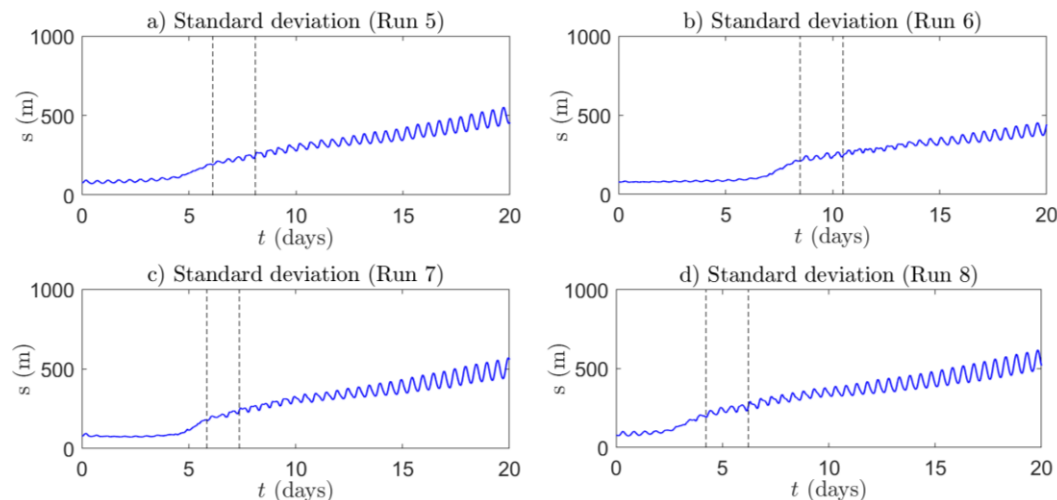 a) Standard deviation (Run 5)
1000
500
0
s (m)
0 5 10 15 20
t (days)
b) Standard deviation (Run 6)
1000
500
0
s (m)
0 5 10 15 20
t (days)
c) Standard deviation (Run 7)
1000
500
0
s (m)
0 5 10 15 20
t (days)
d) Standard deviation (Run 8)
1000
500
0
s (m)
0 5 10 15 20
t (days)